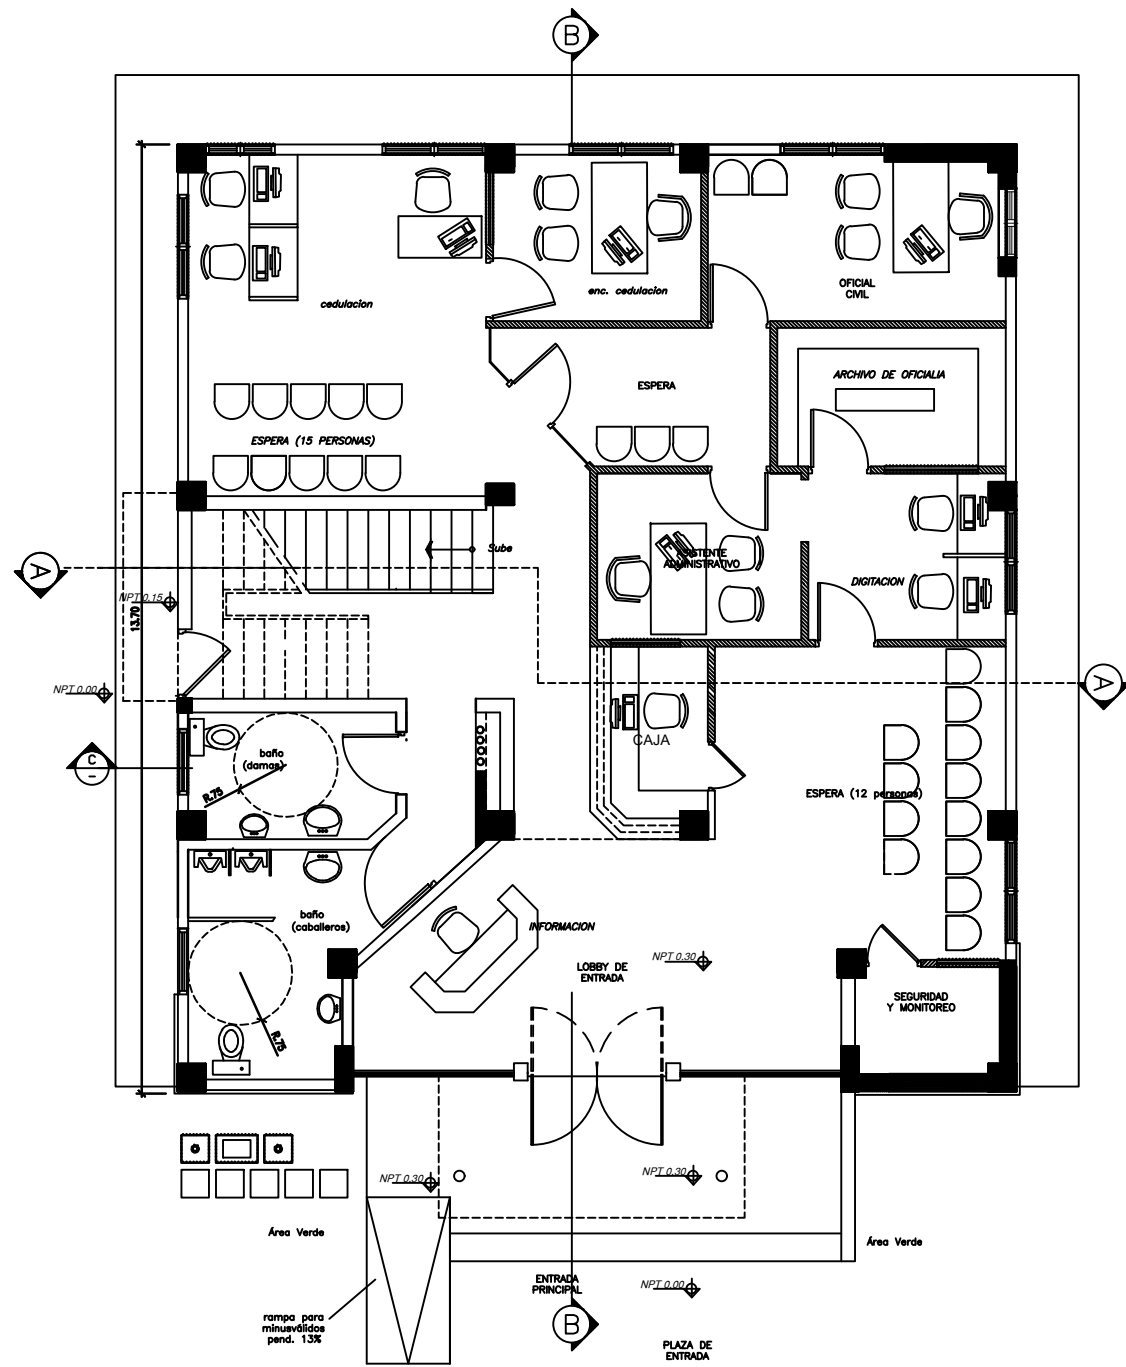 B
cedulacion
enc. cedulacion
OFICIAL
CIVIL
ESPERA
ARCHIVO DE OFICIALIA
ESPERA (15 PERSONAS)
Sube
ASISTENTE
ADMINISTRATIVO
DIGITACION
A
NPT 0.15
13.70
NPT 0.00
A
C
-
baño
(damas)
R.75
CAJA
ESPERA (12 personas)
baño
(caballeros)
INFORMACION
NPT 0.30
LOBBY DE
ENTRADA
SEGURIDAD
Y MONITOREO
R.75
NPT 0.30
NPT 0.30
Área Verde
Área Verde
ENTRADA
PRINCIPAL
NPT 0.00
rampa para
minusválidos
pend. 13%
B
PLAZA DE
ENTRADA